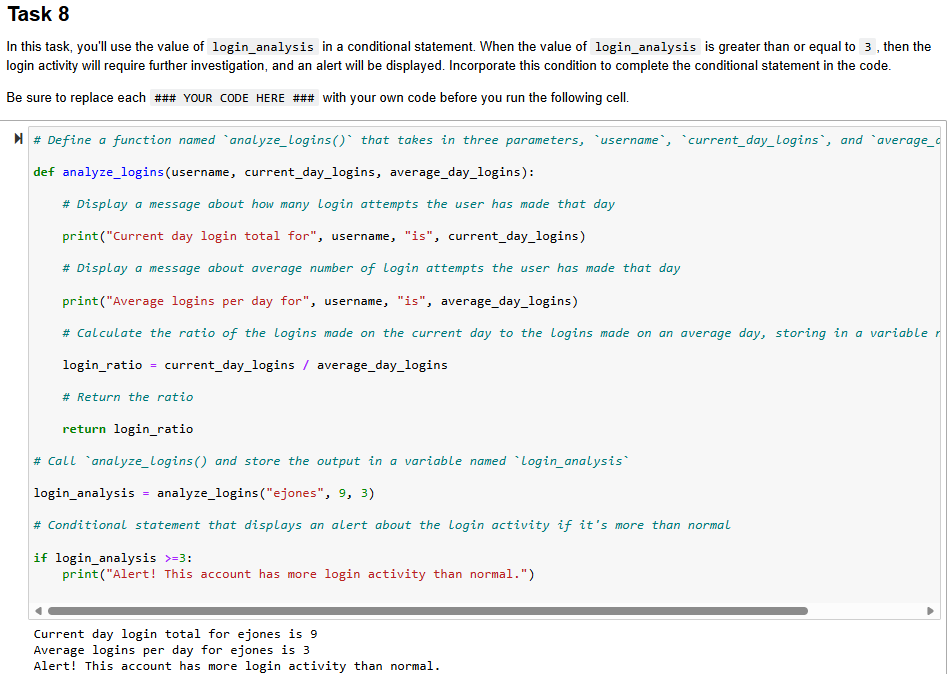 Task 8
In this task, you'll use the value of login_analysis in a conditional statement. When the value of login_analysis is greater than or equal to 3 , then the
login activity will require further investigation, and an alert will be displayed. Incorporate this condition to complete the conditional statement in the code.
Be sure to replace each ### YOUR CODE HERE ### with your own code before you run the following cell.
# Define a function named `analyze_logins()` that takes in three parameters, `username`, `current_day_logins`, and `average_
def analyze_logins(username, current_day_logins, average_day_logins):
# Display a message about how many login attempts the user has made that day
print("Current day login total for", username, "is", current_day_logins)
# Display a message about average number of login attempts the user has made that day
print("Average logins per day for", username, "is", average_day_logins)
# Calculate the ratio of the logins made on the current day to the logins made on an average day, storing in a variable
login_ratio = current_day_logins / average_day_logins
# Return the ratio
return login_ratio
# Call `analyze_logins() and store the output in a variable named `login_analysis`
login_analysis = analyze_logins("ejones", 9, 3)
# Conditional statement that displays an alert about the login activity if it's more than normal
if login_analysis >=3:
print("Alert! This account has more login activity than normal.")
Current day login total for ejones is 9
Average logins per day for ejones is 3
Alert! This account has more login activity than normal.